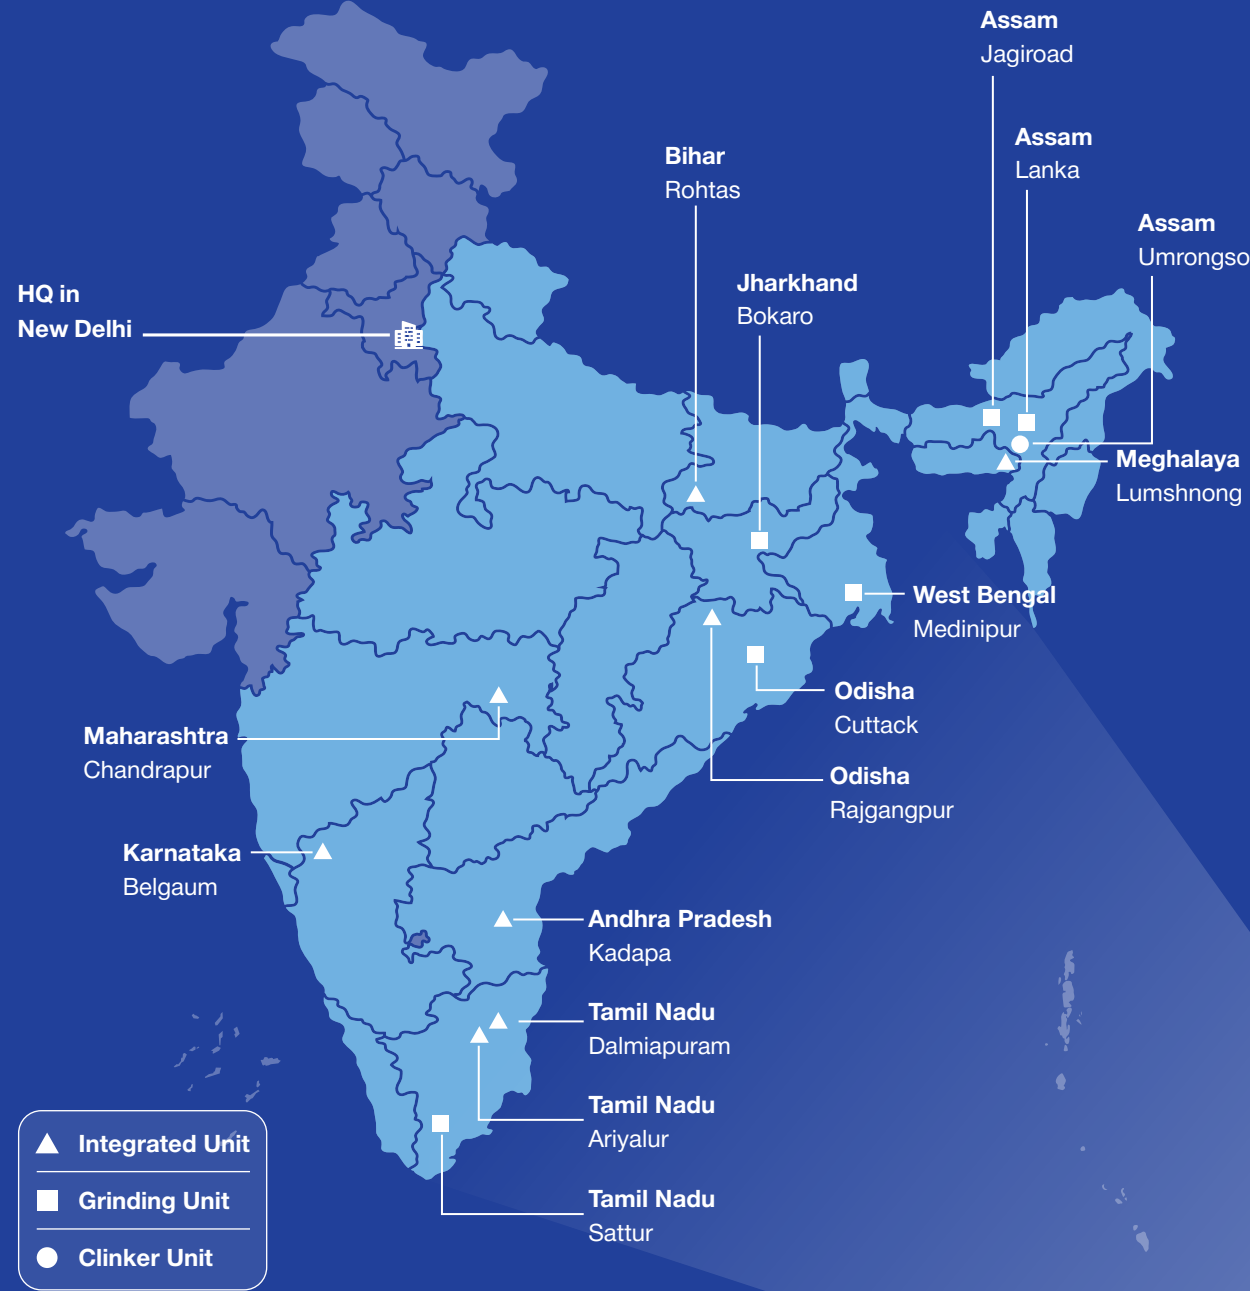 Assam
Jagiroad
Assam
Lanka
Bihar
Rohtas
Assam
Umrongso
HQ in
New Delhi
Jharkhand
Bokaro
Meghalaya
Lumshnong
West Bengal
Medinipur
Odisha
Cuttack
Maharashtra
Chandrapur
Odisha
Rajgangpur
Karnataka
Belgaum
Andhra Pradesh
Kadapa
Tamil Nadu
Dalmiapuram
Tamil Nadu
Ariyalur
Tamil Nadu
Sattur
Integrated Unit
Grinding Unit
Clinker Unit